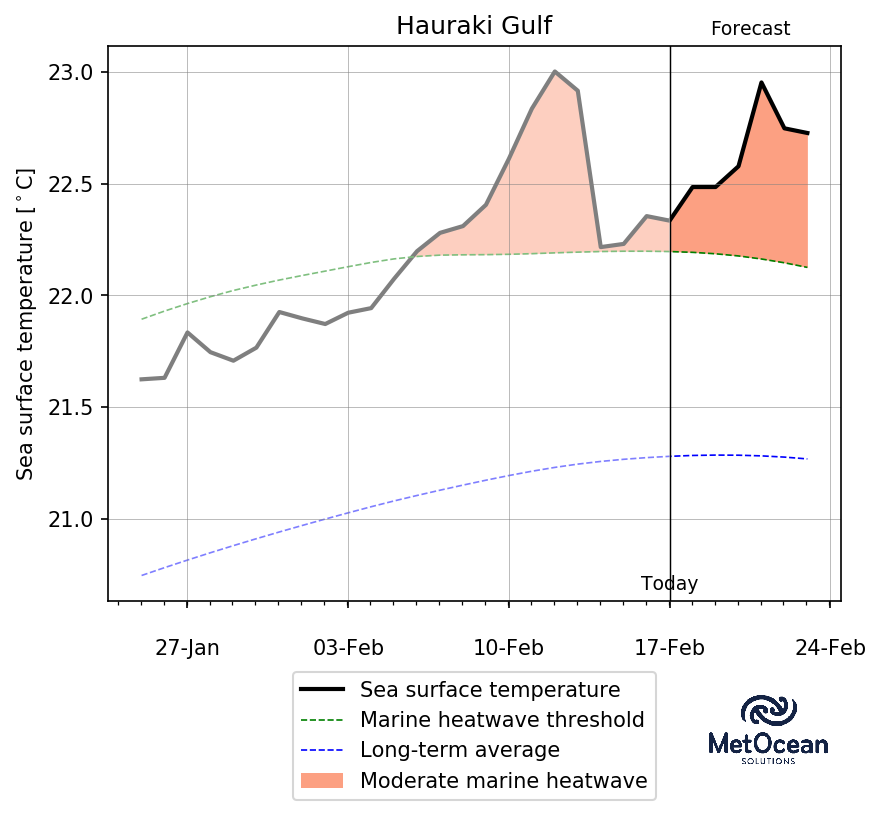 Hauraki Gulf
Forecast
Sea surface temperature [°C]
23.0
22.5
22.0
21.5
21.0
Today
27-Jan 03-Feb 10-Feb 17-Feb 24-Feb
Sea surface temperature
Marine heatwave threshold
Long-term average
Moderate marine heatwave
MetOcean
SOLUTIONS